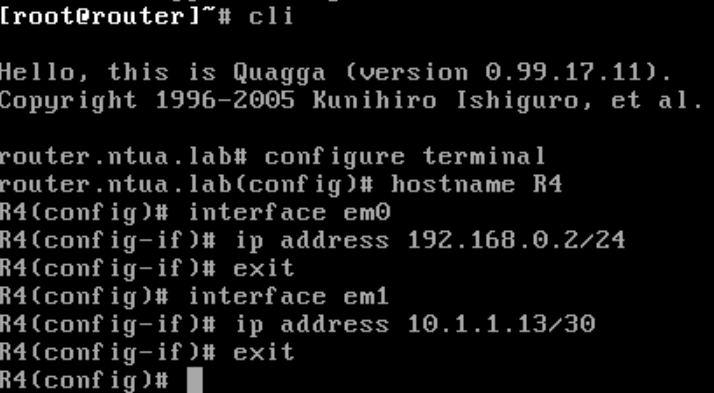 [root@router]~# cli
Hello, this is Quagga (version 0.99.17.11).
Copyright 1996-2005 Kunihiro Ishiguro, et al.
router.ntua.lab# configure terminal
router.ntua.lab(config)# hostname R4
R4(config)# interface em0
R4(config-if)# ip address 192.168.0.2/24
R4(config-if)# exit
R4(config)# interface em1
R4(config-if)# ip address 10.1.1.13/30
R4(config-if)# exit
R4(config)#